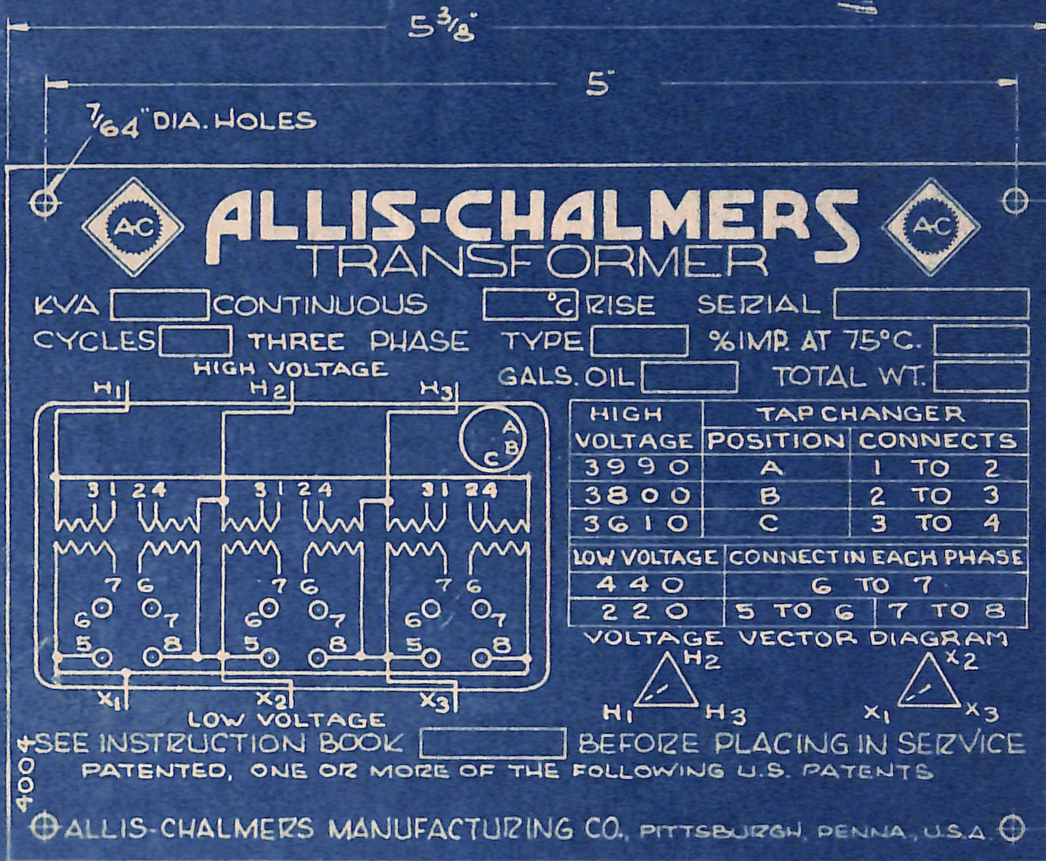 5 3/8"
5"
7/64" DIA. HOLES
A-C ALLIS-CHALMERS A-C
TRANSFORMER
KVA CONTINUOUS °C RISE SERIAL
CYCLES THREE PHASE TYPE % IMP. AT 75°C.
GALS. OIL TOTAL WT.
HIGH VOLTAGE
H1 H2 H3
A
B
C
3 1 2 4 3 1 2 4 3 1 2 4
7 6 7 6 7 6
6 7 6 7 6 7
5 8 5 8 5 8
X1 X2 X3
LOW VOLTAGE
HIGH VOLTAGE TAP CHANGER
POSITION CONNECTS
3990 A 1 TO 2
3800 B 2 TO 3
3610 C 3 TO 4
LOW VOLTAGE CONNECT IN EACH PHASE
440 6 TO 7
220 5 TO 6 7 TO 8
VOLTAGE VECTOR DIAGRAM
H2 X2
H1 H3 X1 X3
SEE INSTRUCTION BOOK BEFORE PLACING IN SERVICE
PATENTED, ONE OR MORE OF THE FOLLOWING U.S. PATENTS
4004
ALLIS-CHALMERS MANUFACTURING CO., PITTSBURGH, PENNA., U.S.A.